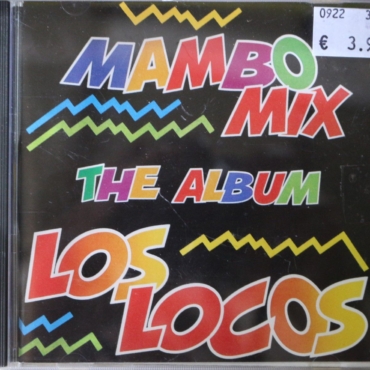 0922
€ 3.9
MAMBO
MIX
THE ALBUM
LOS
LOCOS